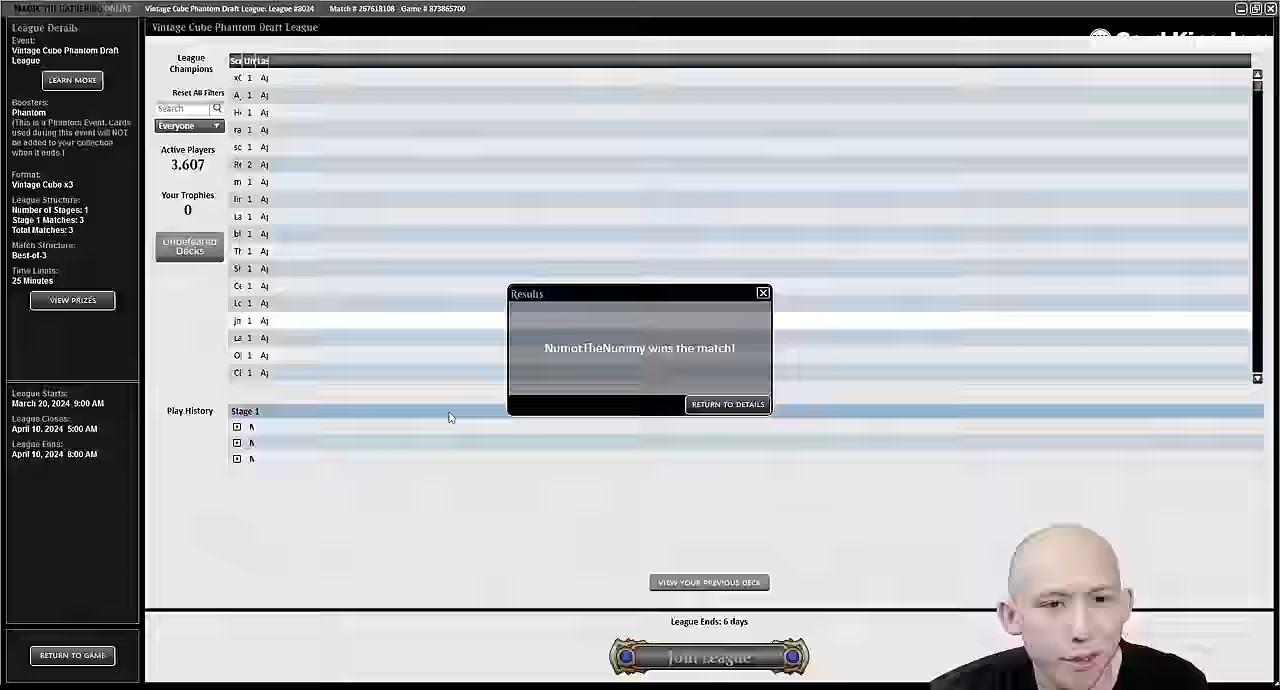 MAGIC THE GATHERING ONLINE
Vintage Cube Phantom Draft League: League #8024 Match # 267618108 - Game # 873865700
League Details
Event:
Vintage Cube Phantom Draft
League
LEARN MORE
Boosters:
Phantom
(This is a Phantom Event. Cards
used during this event will NOT
be added to your collection
when it ends.)
Format:
Vintage Cube x3
League Structure:
Number of Stages: 1
Stage 1 Matches: 3
Total Matches: 3
Match Structure:
Best-of-3
Time Limits:
25 Minutes
VIEW PRIZES
League Starts:
March 20, 2024 9:00 AM
League Closes:
April 10, 2024 5:00 AM
League Ends:
April 10, 2024 8:00 AM
RETURN TO GAME
Vintage Cube Phantom Draft League
League
Champions
Reset All Filters
Search
Everyone
Active Players
3,607
Your Trophies
0
Undefeated
Decks
Play History
Stage 1
Results
NumotTheNummy wins the match!
RETURN TO DETAILS
VIEW YOUR PREVIOUS DECK
League Ends: 6 days
Join League